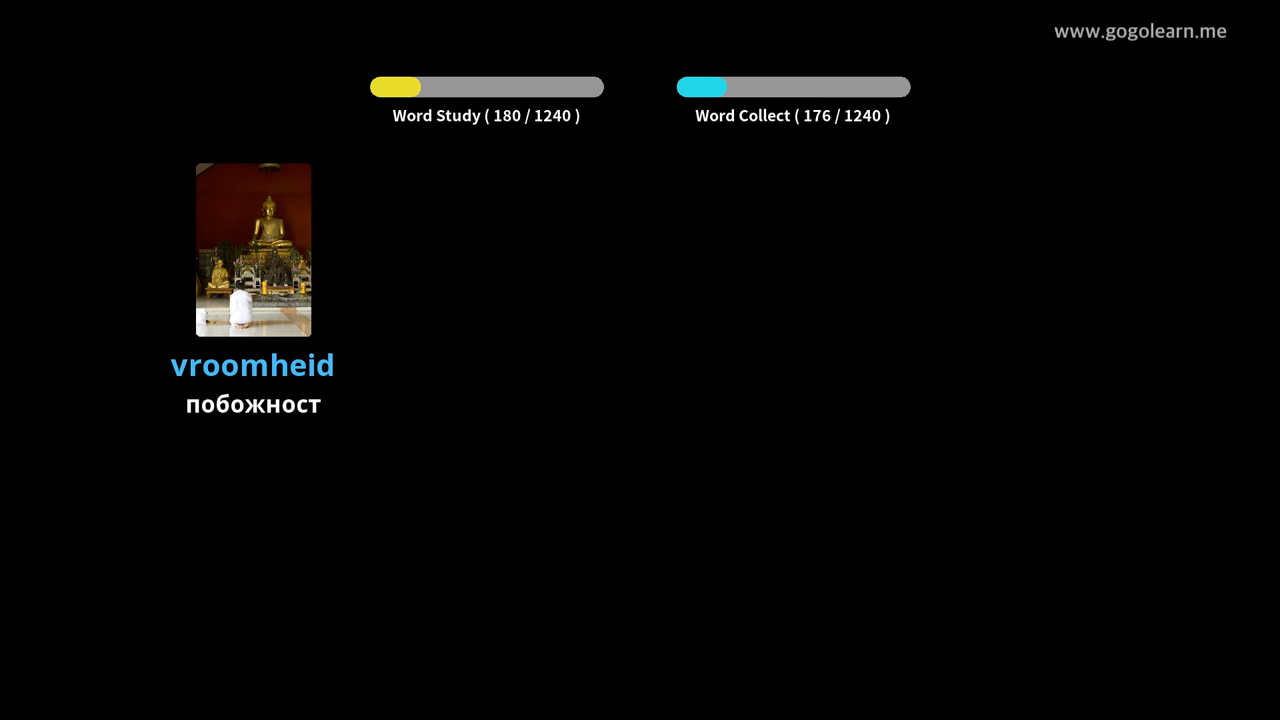 www.gogolearn.me
Word Study ( 180 / 1240 )
Word Collect ( 176 / 1240 )
vroomheid
побожност